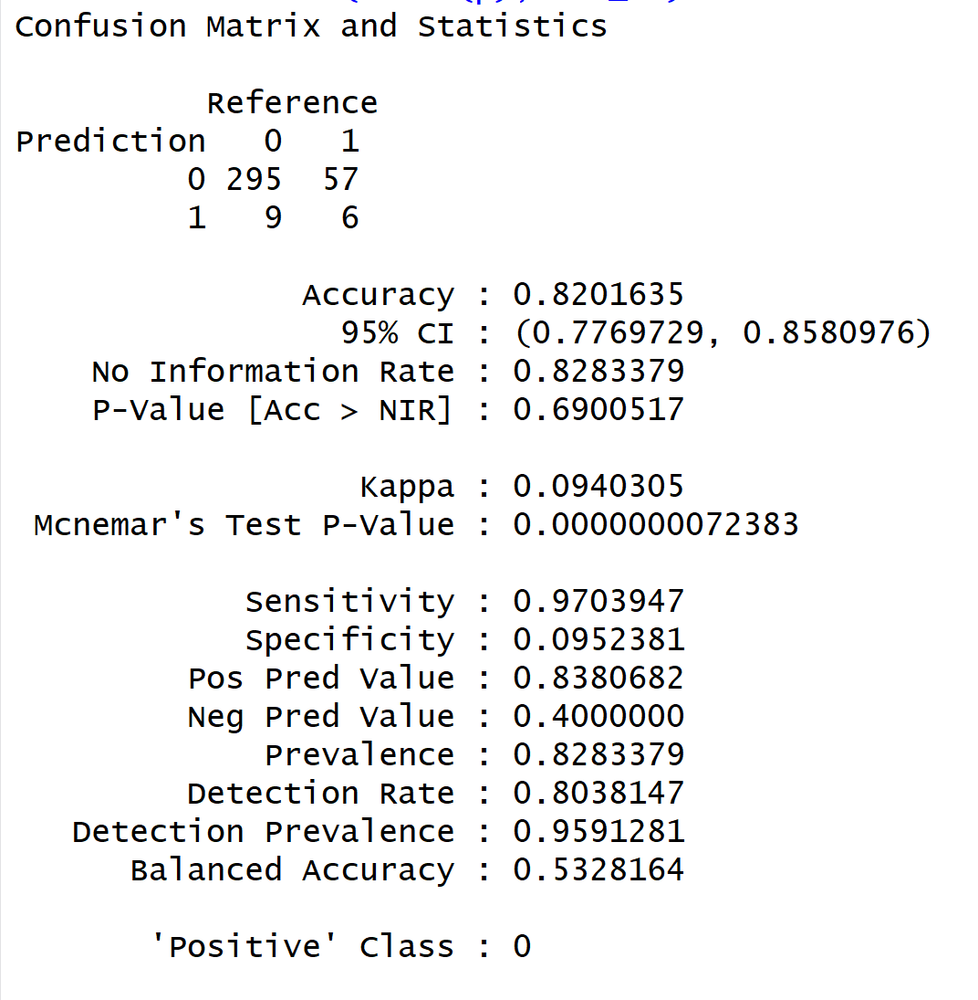 Confusion Matrix and Statistics
Reference
Prediction 0 1
0 295 57
1 9 6
Accuracy : 0.8201635
95% CI : (0.7769729, 0.8580976)
No Information Rate : 0.8283379
P-Value [Acc > NIR] : 0.6900517
Kappa : 0.0940305
Mcnemar's Test P-Value : 0.0000000072383
Sensitivity : 0.9703947
Specificity : 0.0952381
Pos Pred Value : 0.8380682
Neg Pred Value : 0.4000000
Prevalence : 0.8283379
Detection Rate : 0.8038147
Detection Prevalence : 0.9591281
Balanced Accuracy : 0.5328164
'Positive' Class : 0